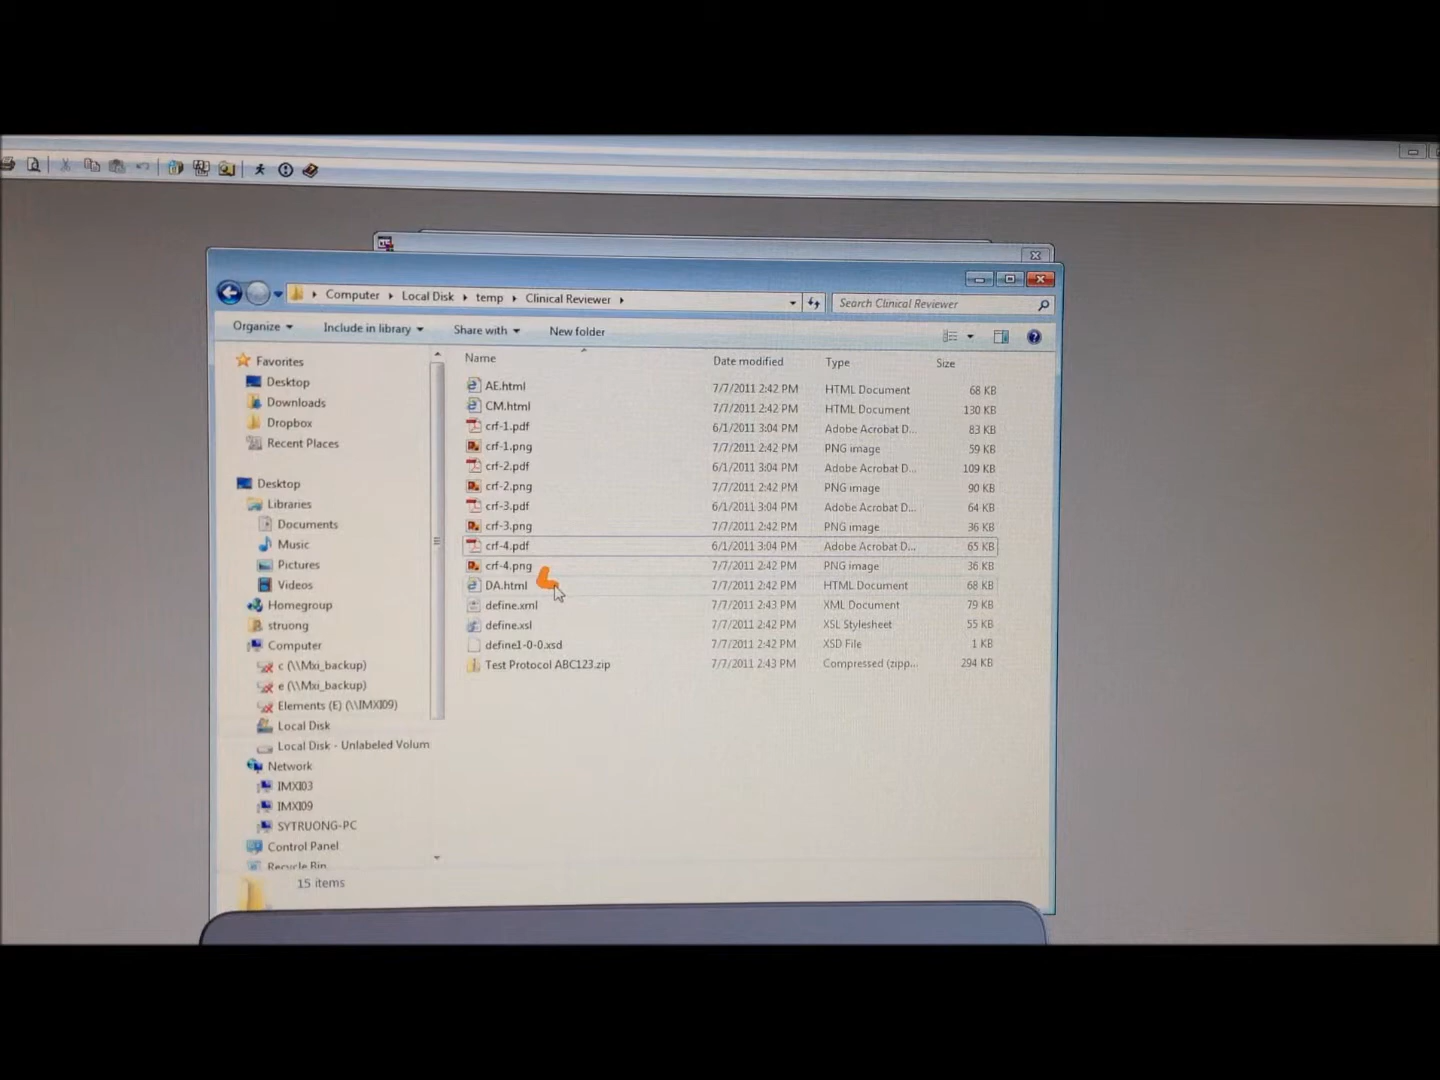 Computer Local Disk temp Clinical Reviewer
Search Clinical Reviewer
Organize Include in library Share with New folder
Favorites
Desktop
Downloads
Dropbox
Recent Places
Desktop
Libraries
Documents
Music
Pictures
Videos
Homegroup
struong
Computer
c (\\Mxi_backup)
e (\\Mxi_backup)
Elements (E) (\\IMXI09)
Local Disk
Local Disk - Unlabeled Volum
Network
IMXI03
IMXI09
SYTRUONG-PC
Control Panel
Recycle Bin
Name Date modified Type Size
AE.html 7/7/2011 2:42 PM HTML Document 68 KB
CM.html 7/7/2011 2:42 PM HTML Document 130 KB
crf-1.pdf 6/1/2011 3:04 PM Adobe Acrobat D... 83 KB
crf-1.png 7/7/2011 2:42 PM PNG image 59 KB
crf-2.pdf 6/1/2011 3:04 PM Adobe Acrobat D... 109 KB
crf-2.png 7/7/2011 2:42 PM PNG image 90 KB
crf-3.pdf 6/1/2011 3:04 PM Adobe Acrobat D... 64 KB
crf-3.png 7/7/2011 2:42 PM PNG image 36 KB
crf-4.pdf 6/1/2011 3:04 PM Adobe Acrobat D... 65 KB
crf-4.png 7/7/2011 2:42 PM PNG image 36 KB
DA.html 7/7/2011 2:42 PM HTML Document 68 KB
define.xml 7/7/2011 2:43 PM XML Document 79 KB
define.xsl 7/7/2011 2:42 PM XSL Stylesheet 55 KB
define1-0-0.xsd 7/7/2011 2:42 PM XSD File 1 KB
Test Protocol ABC123.zip 7/7/2011 2:43 PM Compressed (zipp... 294 KB
15 items